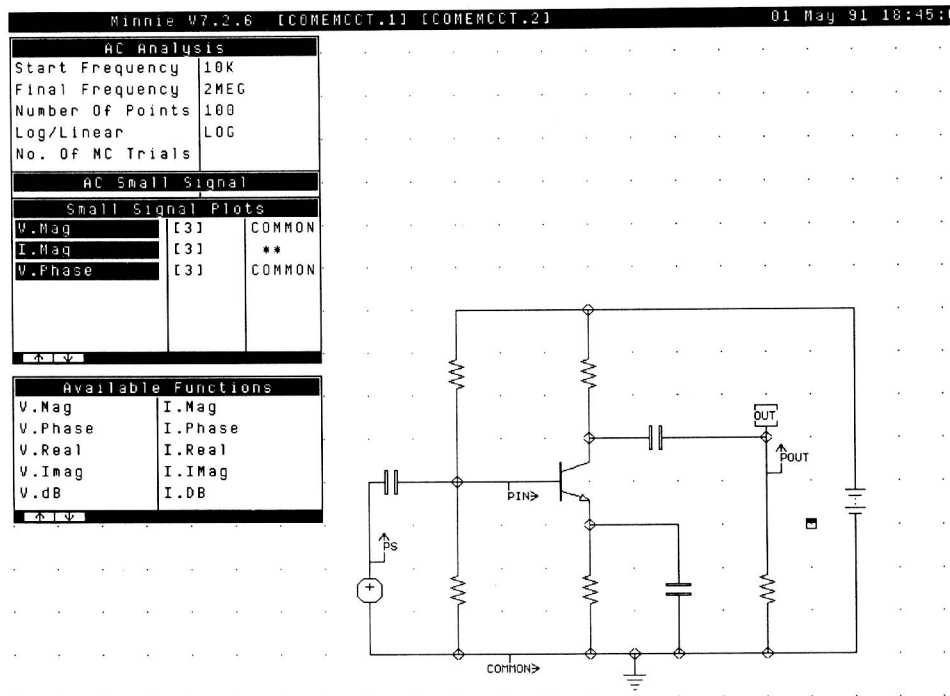 Minnie V7.2.6 [COMEMCCT.1] [COMEMCCT.2] 01 May 91 18:45:
AC Analysis
Start Frequency 10K
Final Frequency 2MEG
Number Of Points 100
Log/Linear LOG
No. Of MC Trials
AC Small Signal
Small Signal Plots
V.Mag [3] COMMON
I.Mag [3] **
V.Phase [3] COMMON
Available Functions
V.Mag I.Mag
V.Phase I.Phase
V.Real I.Real
V.Imag I.IMag
V.dB I.DB
OUT
POUT
PIN
PS
+
COMMON